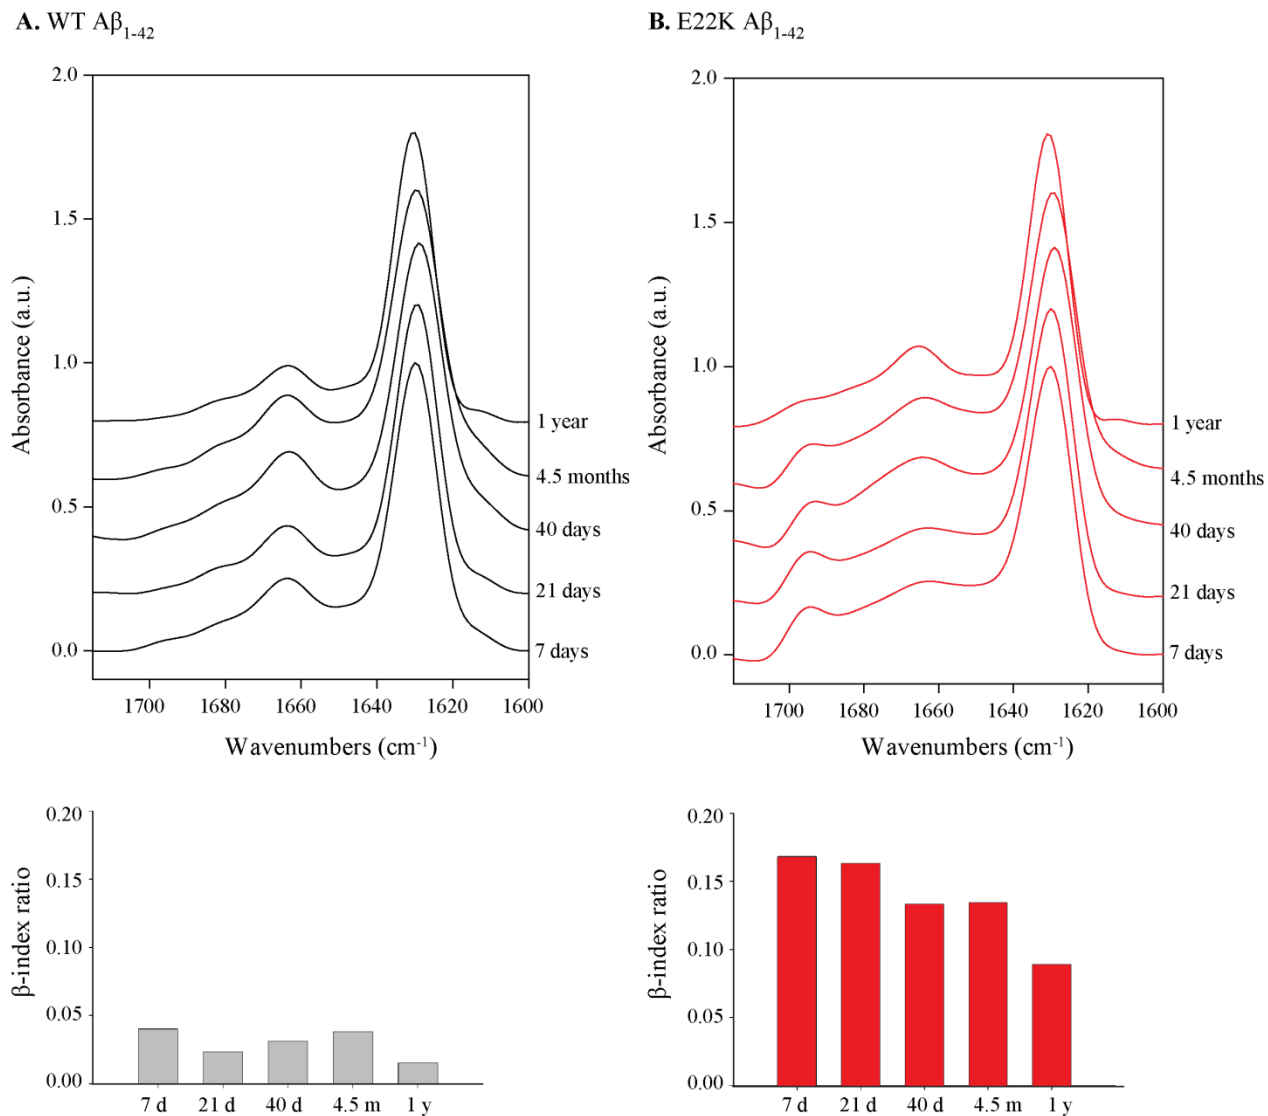 A. WT Aβ1-42
B. E22K Aβ1-42
2.0
1.5
1.0
0.5
0.0
Absorbance (a.u.)
1 year
4.5 months
40 days
21 days
7 days
1700 1680 1660 1640 1620 1600
Wavenumbers (cm-1)
2.0
1.5
1.0
0.5
0.0
Absorbance (a.u.)
1 year
4.5 months
40 days
21 days
7 days
1700 1680 1660 1640 1620 1600
Wavenumbers (cm-1)
0.20
0.15
0.10
0.05
0.00
β-index ratio
7 d 21 d 40 d 4.5 m 1 y
0.20
0.15
0.10
0.05
0.00
β-index ratio
7 d 21 d 40 d 4.5 m 1 y